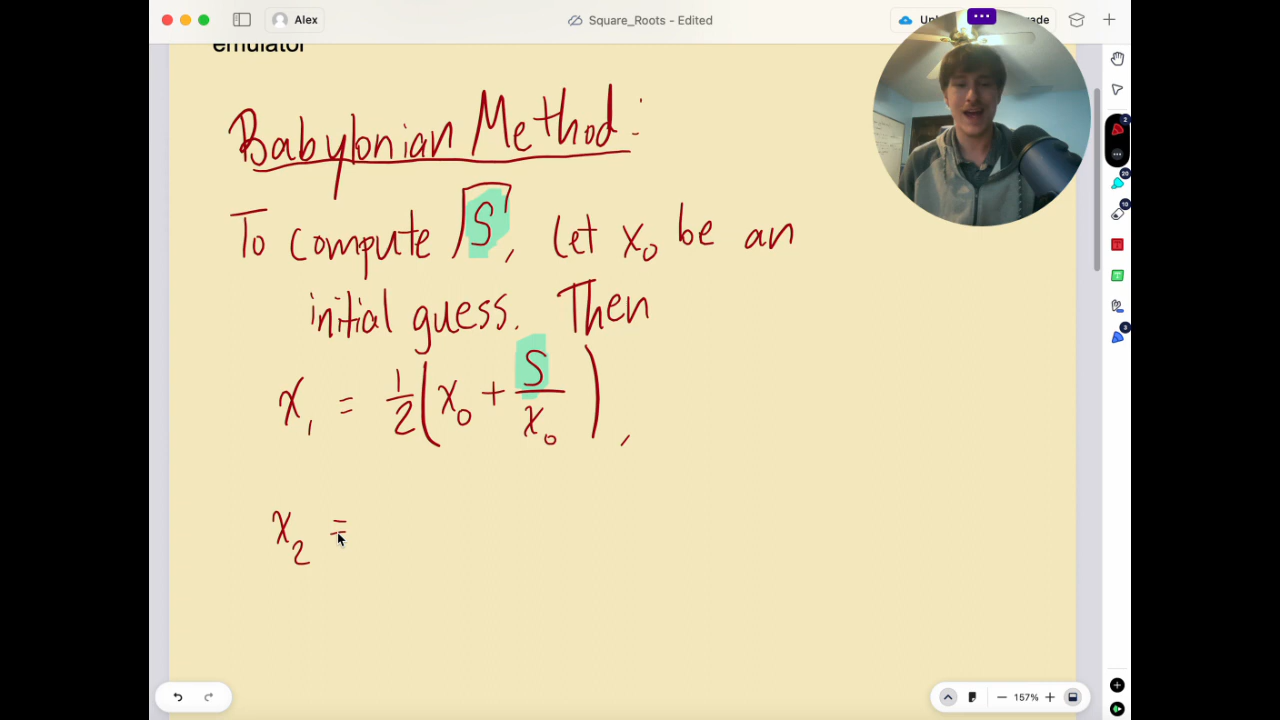 Alex
Square_Roots - Edited
emulator
Babylonian Method:
To compute √S, let x₀ be an
initial guess. Then
x₁ = 1/2(x₀ + S/x₀),
x₂ =
157%